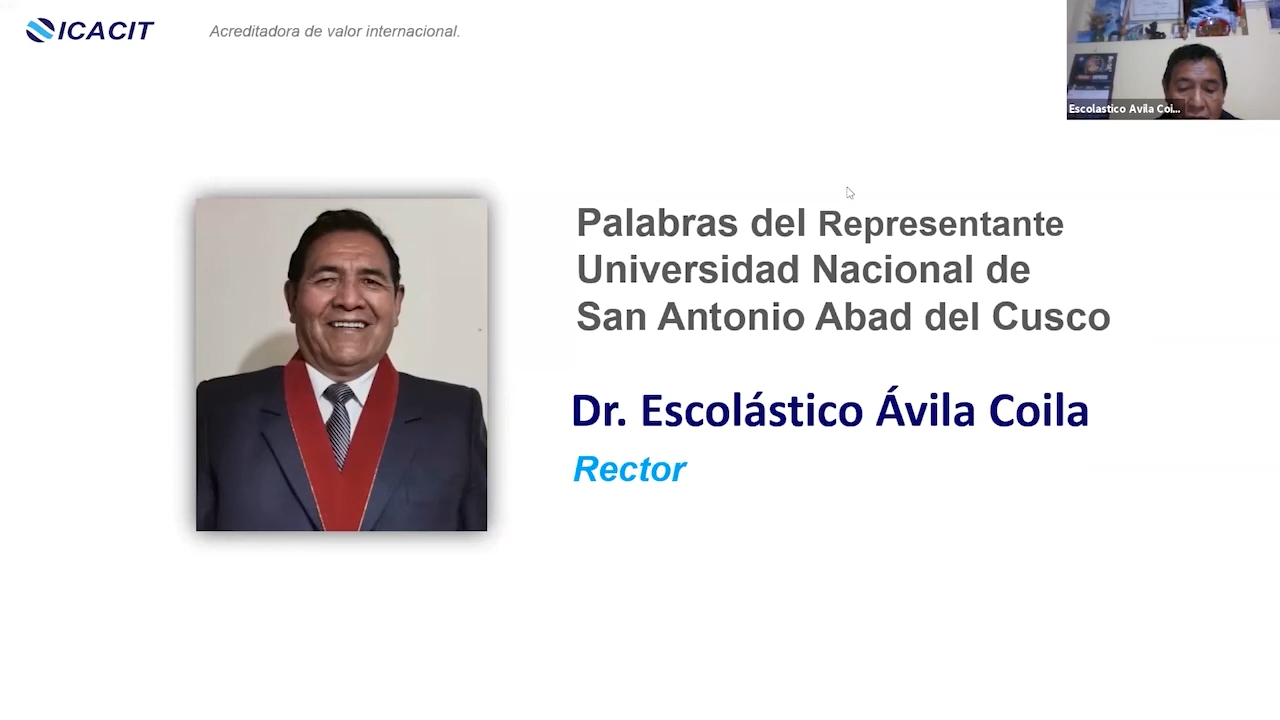 ICACIT
Acreditadora de valor internacional.
Escolastico Avila Coi...
Palabras del Representante
Universidad Nacional de
San Antonio Abad del Cusco
Dr. Escolástico Ávila Coila
Rector